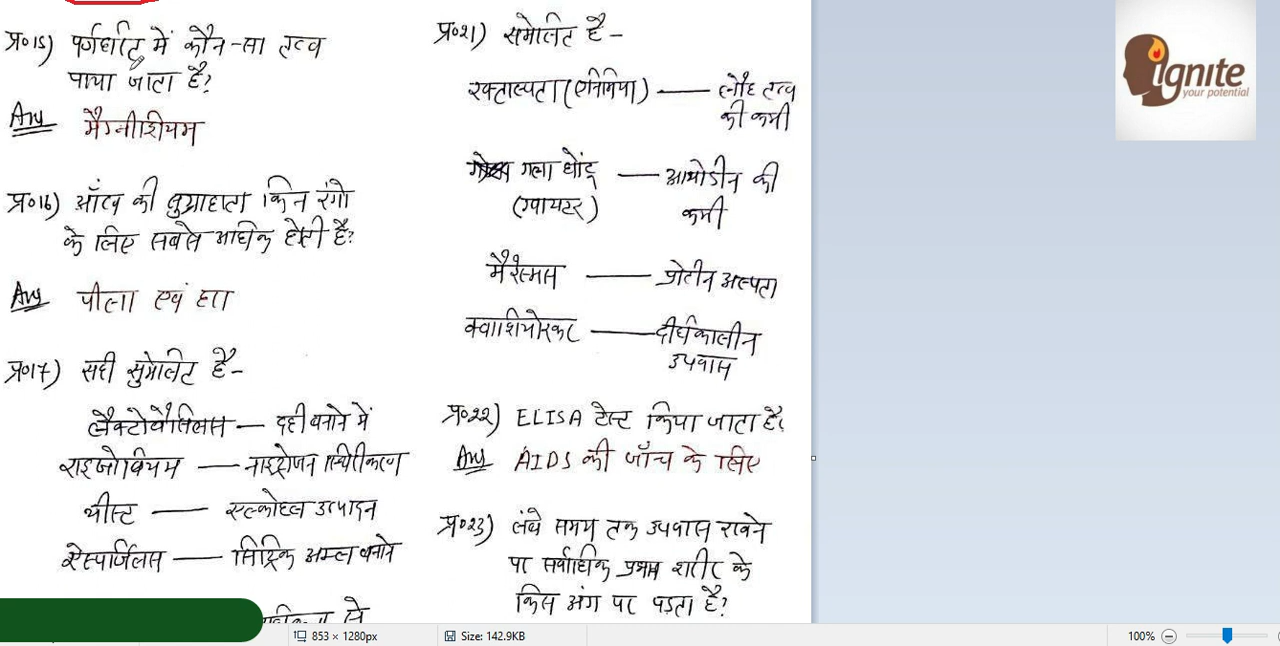 प्र०15) पर्णहरित में कौन-सा तत्व
पाया जाता है?
Ans मैग्नीशियम
प्र०16) आँख की सुग्राहाता किन रंगो
के लिए सबसे अधिक होती है?
Ans पीला एवं हरा
प्र०17) सही सुमेलित है-
लैक्टोबैसिलस — दही बनाने में
राइजोबियम — नाइट्रोजन स्थिरीकरण
यीस्ट — एल्कोहल उत्पादन
ऐस्पर्जिलस — सिट्रिक अम्ल बनाने
से
प्र०21) सुमेलित है-
रक्ताल्पता (एनिमिया) — लौह तत्व
की कमी
गला घोंटू — आयोडीन की
(ग्वायटर) कमी
मैरेस्मस — प्रोटीन अल्पता
क्वाशियोरकर — दीर्घकालीन
उपवास
प्र०22) ELISA टेस्ट किया जाता है?
Ans AIDS की जाँच के लिए
प्र०23) लंबे समय तक उपवास रखने
पर सर्वाधिक प्रभाव शरीर के
किस अंग पर पड़ता है?
ignite
your potential
853 × 1280px
Size: 142.9KB
100%